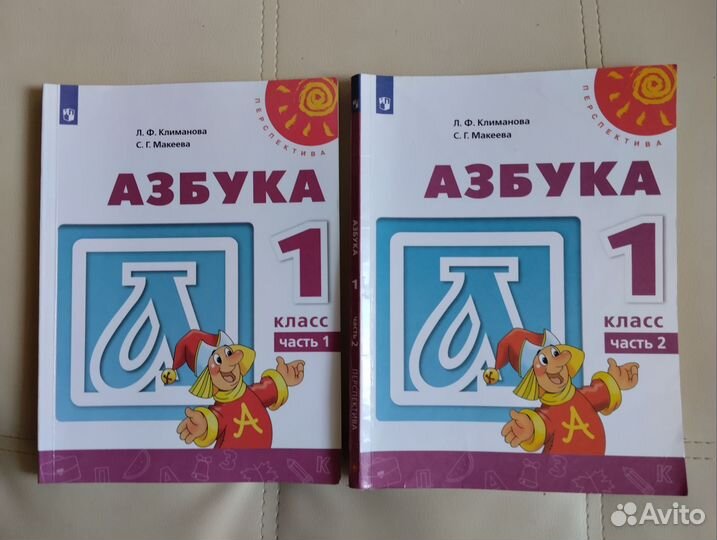 ПЕРСПЕКТИВА
Л. Ф. Климанова
С. Г. Макеева
АЗБУКА
1
класс
часть 1
А
П А З К
ПЕРСПЕКТИВА
Л. Ф. Климанова
С. Г. Макеева
АЗБУКА
1
класс
часть 2
А
П А З К
АЗБУКА
1
часть 2
ПЕРСПЕКТИВА
Avito